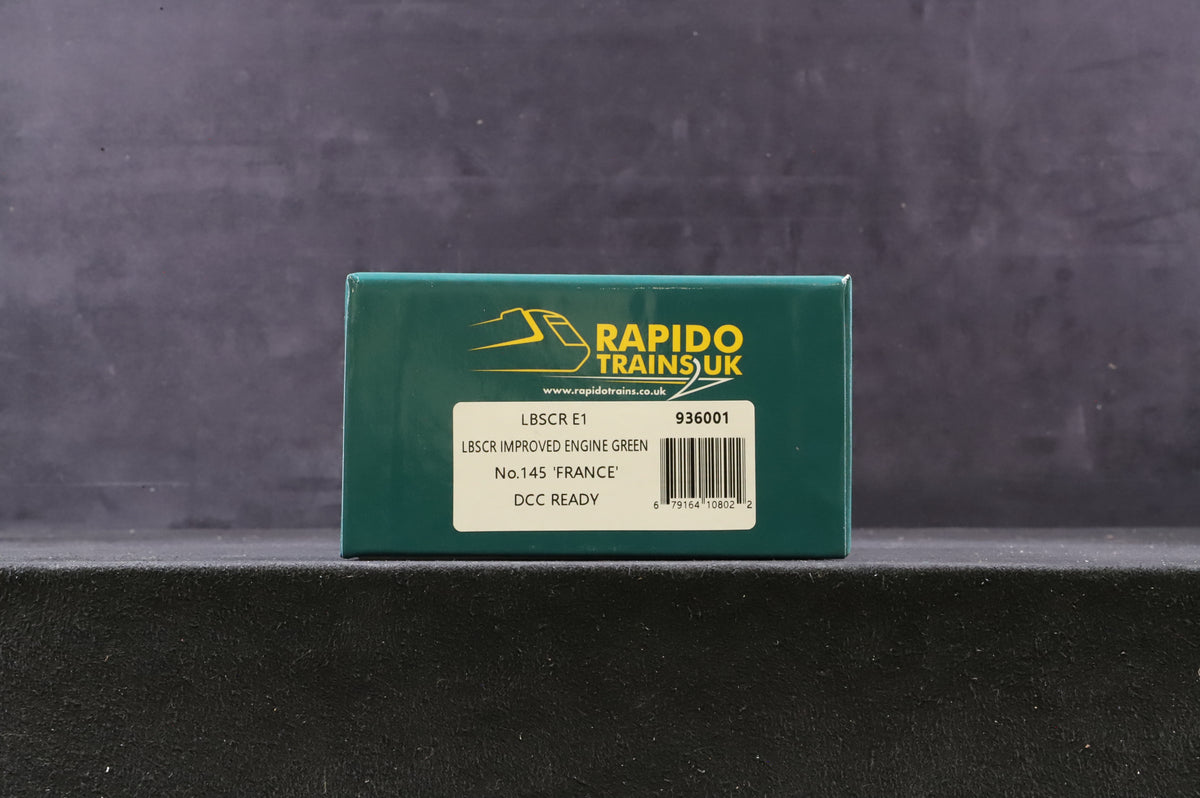 RAPIDO
TRAINS UK
www.rapidotrains.co.uk
LBSCR E1 936001
LBSCR IMPROVED ENGINE GREEN
No.145 'FRANCE'
DCC READY
6 79164 10802 2